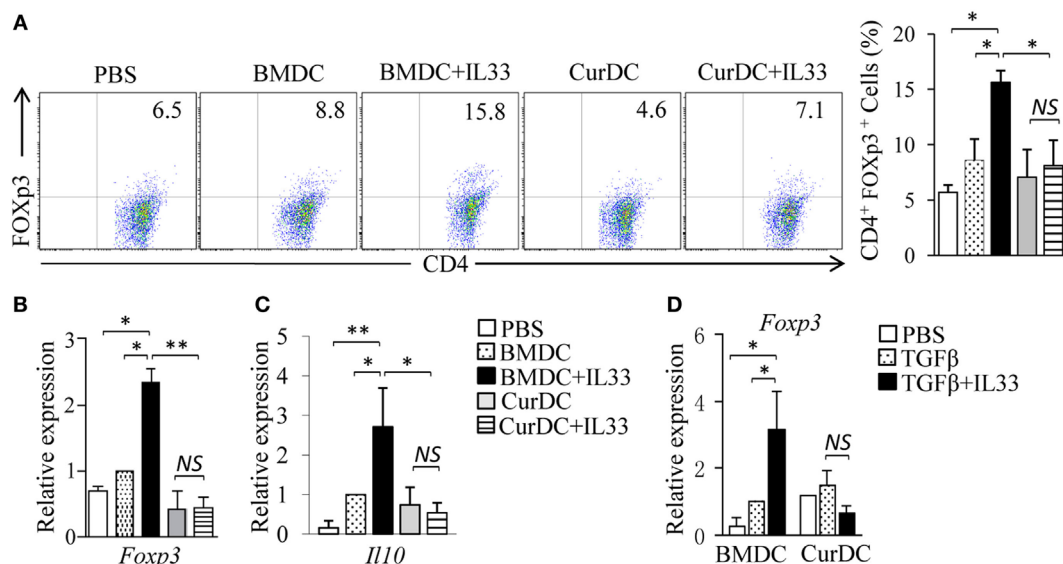 A
PBS BMDC BMDC+IL33 CurDC CurDC+IL33
6.5 8.8 15.8 4.6 7.1
FOXp3
CD4
CD4+ FOXp3+ Cells (%)
20
15
10
5
0
* * * NS
B
Relative expression
3
2
1
0
* * ** NS
Foxp3
C
Relative expression
5
4
3
2
1
0
** * * NS
Il10
PBS
BMDC
BMDC+IL33
CurDC
CurDC+IL33
D
Foxp3
Relative expression
6
4
2
0
* * NS
BMDC CurDC
PBS
TGFβ
TGFβ+IL33